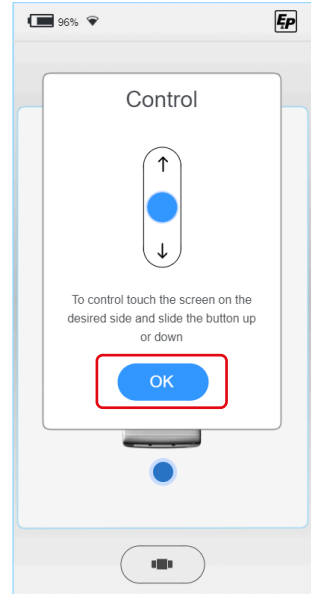 96%
EP
Control
To control touch the screen on the
desired side and slide the button up
or down
OK